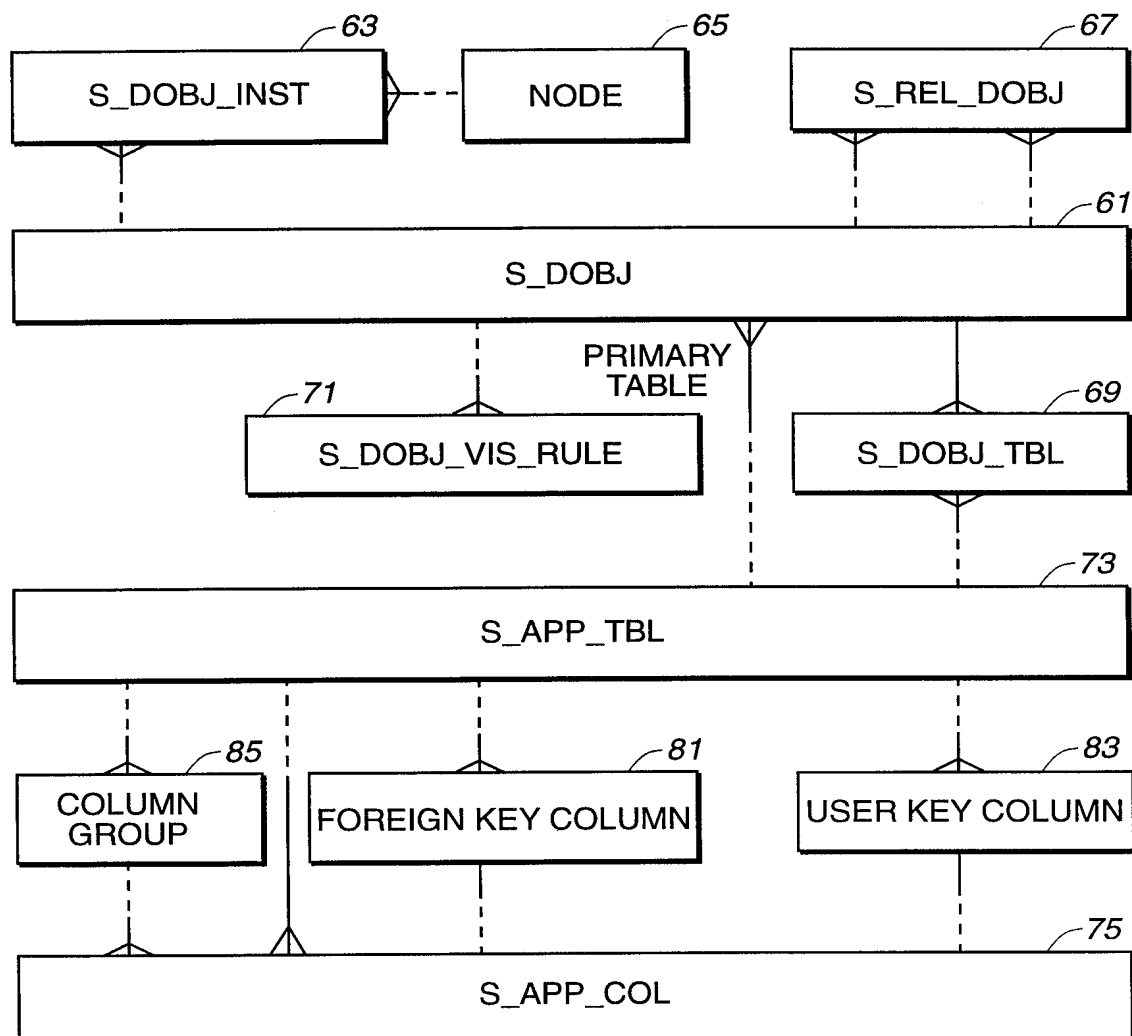 63
65
67
S_DOBJ_INST
NODE
S_REL_DOBJ
61
S_DOBJ
PRIMARY
TABLE
71
69
S_DOBJ_VIS_RULE
S_DOBJ_TBL
73
S_APP_TBL
85
81
83
COLUMN
GROUP
FOREIGN KEY COLUMN
USER KEY COLUMN
75
S_APP_COL